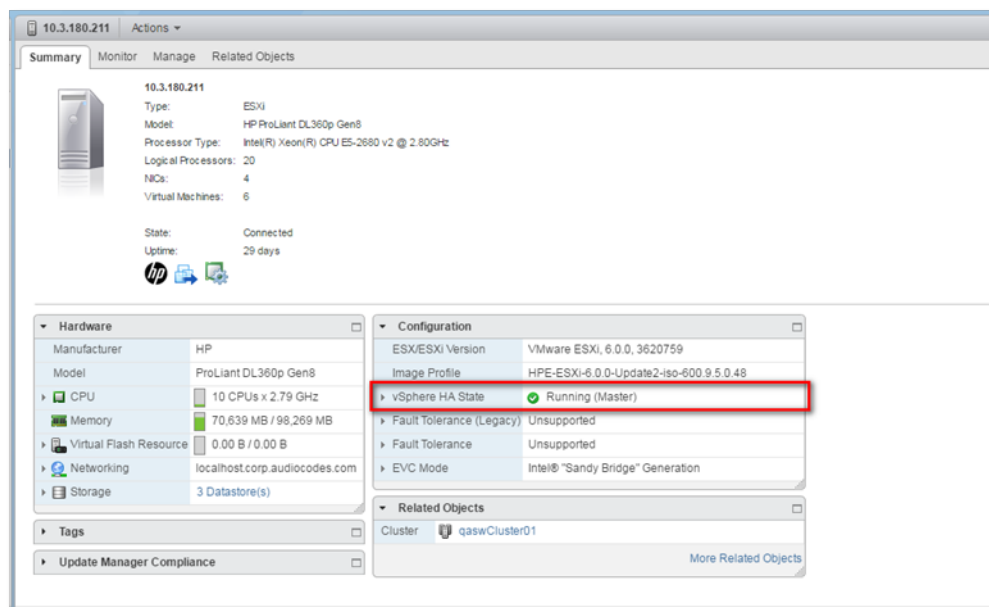 10.3.180.211 Actions
Summary Monitor Manage Related Objects
10.3.180.211
Type: ESXi
Model: HP ProLiant DL360p Gen8
Processor Type: Intel(R) Xeon(R) CPU E5-2680 v2 @ 2.80GHz
Logical Processors: 20
NICs: 4
Virtual Machines: 6
State: Connected
Uptime: 29 days
hp
Hardware
Manufacturer HP
Model ProLiant DL360p Gen8
CPU 10 CPUs x 2.79 GHz
Memory 70,639 MB / 98,269 MB
Virtual Flash Resource 0.00 B / 0.00 B
Networking localhost.corp.audiocodes.com
Storage 3 Datastore(s)
Tags
Update Manager Compliance
Configuration
ESX/ESXi Version VMware ESXi, 6.0.0, 3620759
Image Profile HPE-ESXi-6.0.0-Update2-iso-600.9.5.0.48
vSphere HA State Running (Master)
Fault Tolerance (Legacy) Unsupported
Fault Tolerance Unsupported
EVC Mode Intel® "Sandy Bridge" Generation
Related Objects
Cluster qaswCluster01
More Related Objects